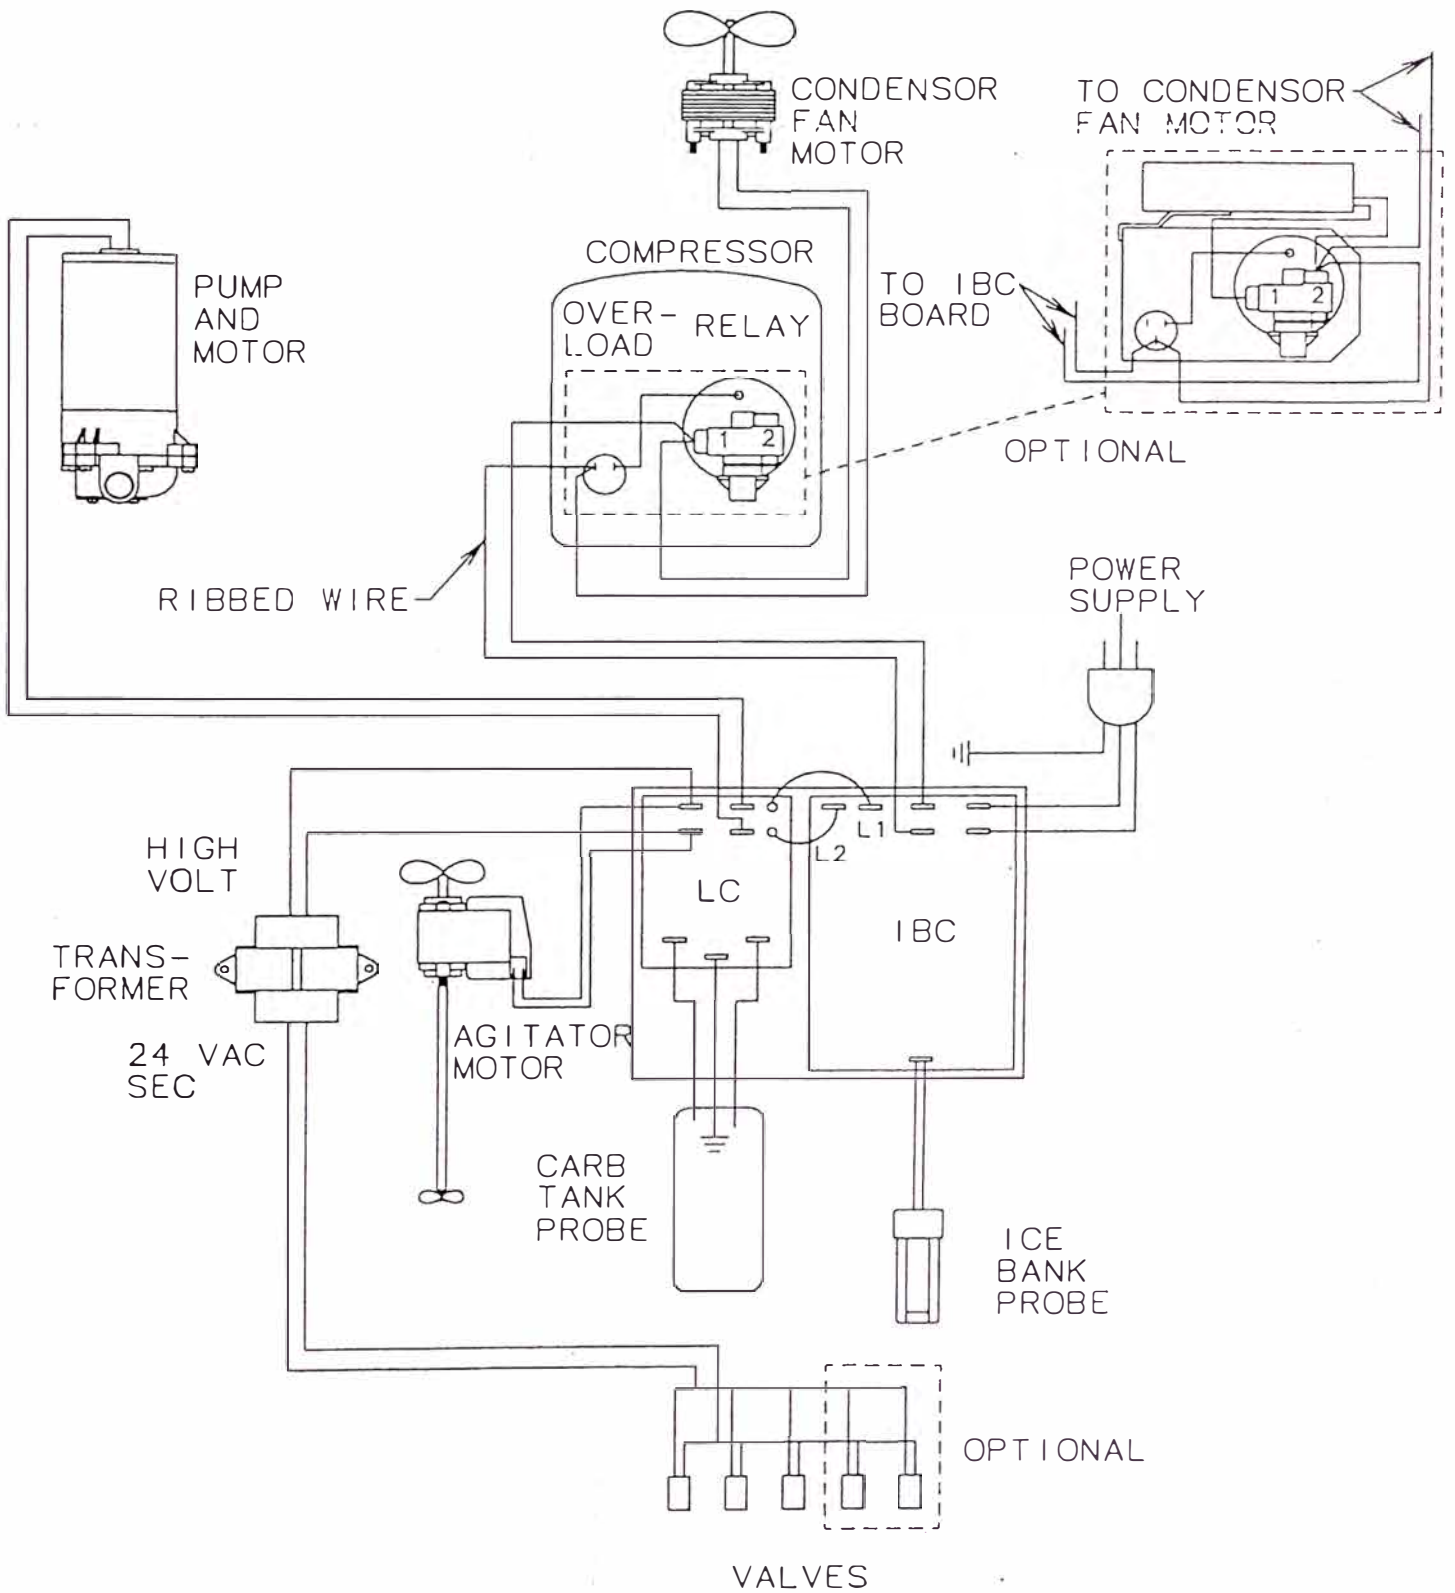 CONDENSOR
FAN
MOTOR
TO CONDENSOR
FAN MOTOR
COMPRESSOR
OVER-
LOAD
RELAY
1 2
TO IBC
BOARD
1 2
OPTIONAL
PUMP
AND
MOTOR
RIBBED WIRE
POWER
SUPPLY
L1
L2
HIGH
VOLT
LC
IBC
TRANS-
FORMER
24 VAC
SEC
AGITATOR
MOTOR
CARB
TANK
PROBE
ICE
BANK
PROBE
OPTIONAL
VALVES